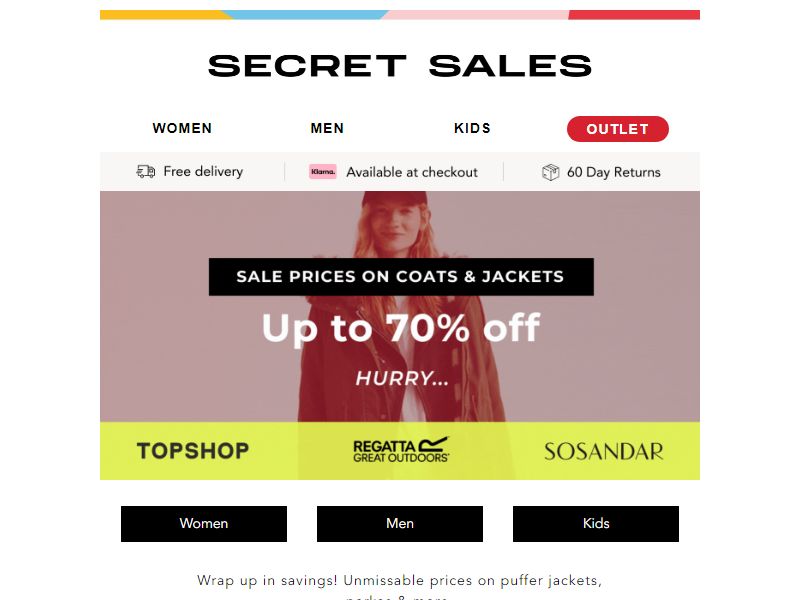 SECRET SALES
WOMEN MEN KIDS OUTLET
Free delivery Klarna. Available at checkout 60 Day Returns
SALE PRICES ON COATS & JACKETS
Up to 70% off
HURRY...
TOPSHOP REGATTA GREAT OUTDOORS SOSANDAR
Women Men Kids
Wrap up in savings! Unmissable prices on puffer jackets,
parkas & more